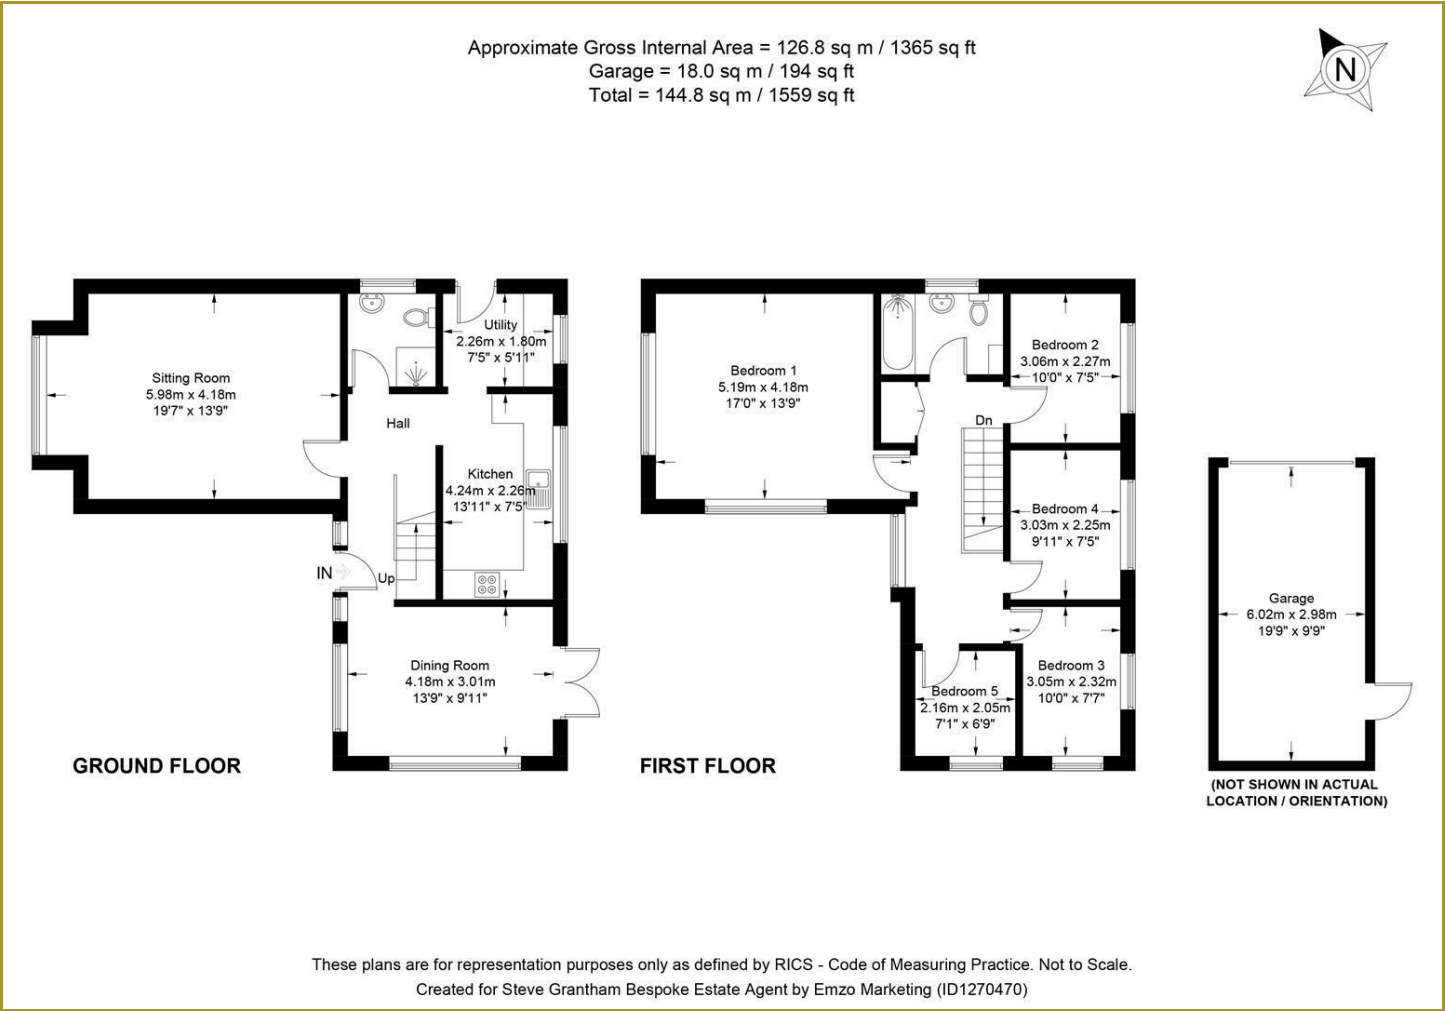 Approximate Gross Internal Area = 126.8 sq m / 1365 sq ft
Garage = 18.0 sq m / 194 sq ft
Total = 144.8 sq m / 1559 sq ft
N
Sitting Room
5.98m x 4.18m
19'7" x 13'9"
Utility
2.26m x 1.80m
7'5" x 5'11"
Hall
Kitchen
4.24m x 2.26m
13'11" x 7'5"
IN
Up
Dining Room
4.18m x 3.01m
13'9" x 9'11"
GROUND FLOOR
Bedroom 1
5.19m x 4.18m
17'0" x 13'9"
Bedroom 2
3.06m x 2.27m
10'0" x 7'5"
Dn
Bedroom 4
3.03m x 2.25m
9'11" x 7'5"
Bedroom 3
3.05m x 2.32m
10'0" x 7'7"
Bedroom 5
2.16m x 2.05m
7'1" x 6'9"
FIRST FLOOR
Garage
6.02m x 2.98m
19'9" x 9'9"
(NOT SHOWN IN ACTUAL
LOCATION / ORIENTATION)
These plans are for representation purposes only as defined by RICS - Code of Measuring Practice. Not to Scale.
Created for Steve Grantham Bespoke Estate Agent by Emzo Marketing (ID1270470)